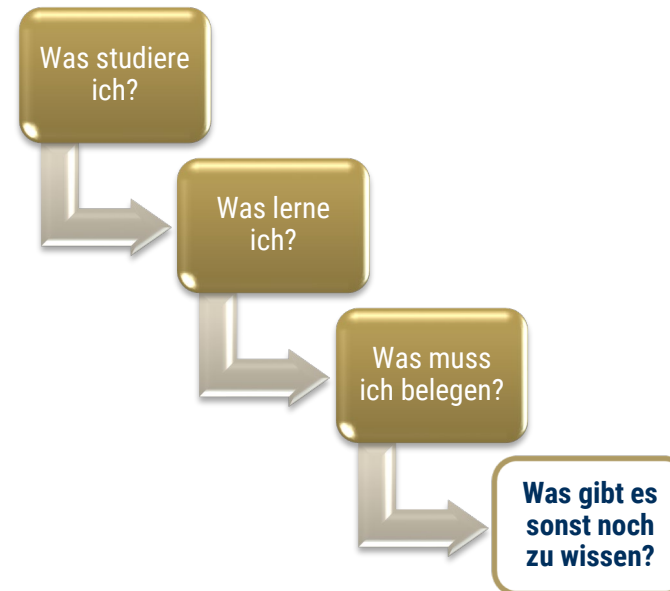 Was studiere
ich?
Was lerne
ich?
Was muss
ich belegen?
Was gibt es
sonst noch
zu wissen?